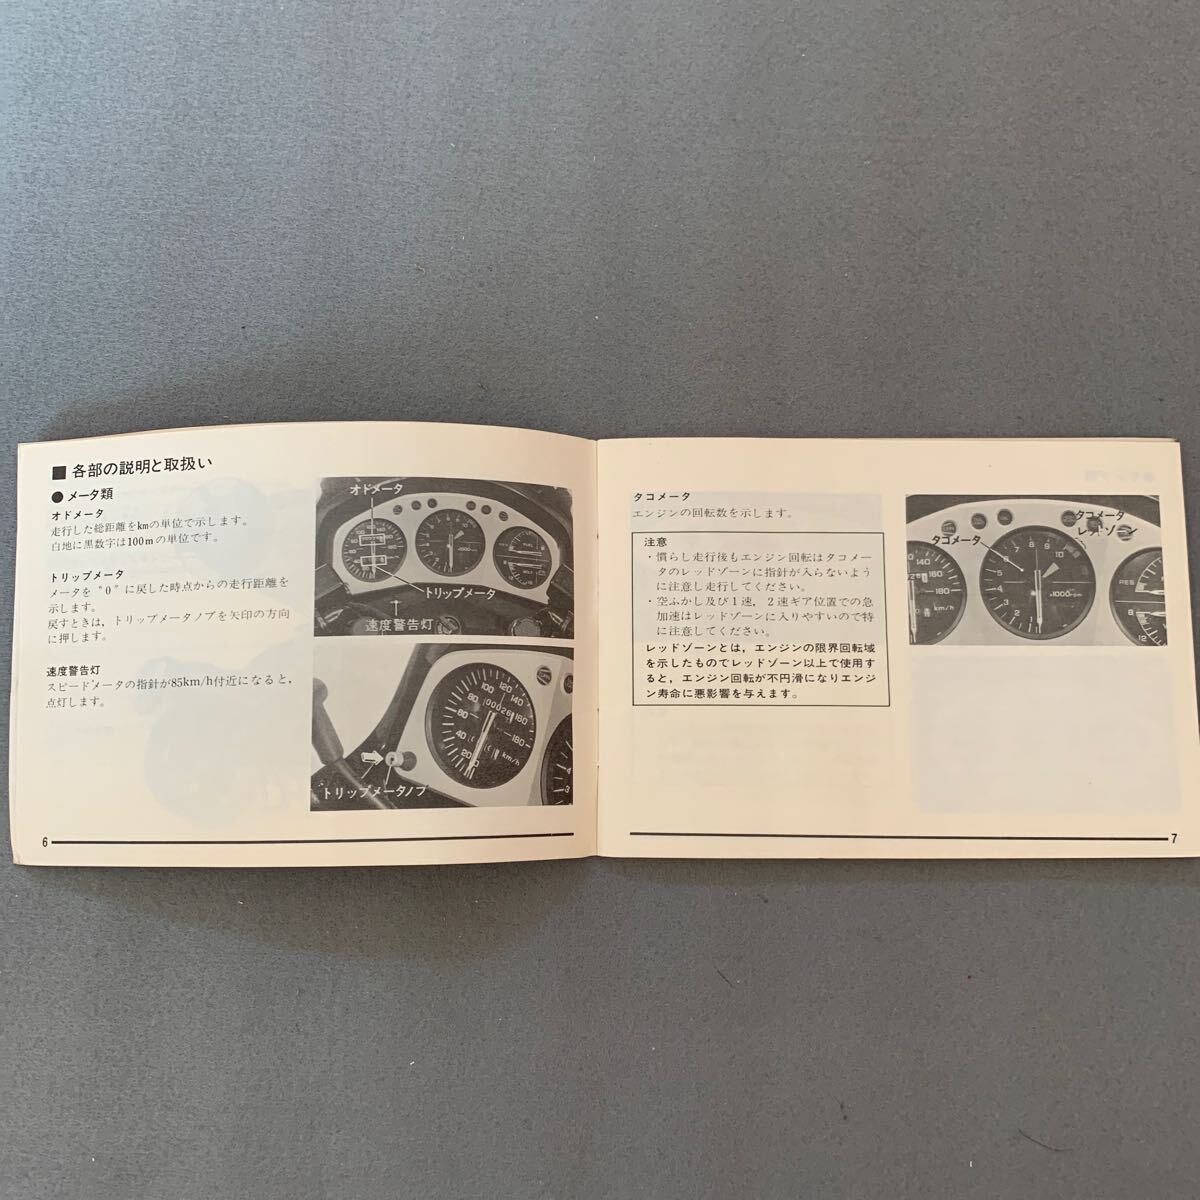 ■ 各部の説明と取扱い
● メータ類
オドメータ
走行した総距離をkmの単位で示します。
白地に黒数字は100mの単位です。
トリップメータ
メータを〝0〟に戻した時点からの走行距離を
示します。
戻すときは、トリップメータノブを矢印の方向
に押します。
速度警告灯
スピードメータの指針が85km/h付近になると，
点灯します。
オドメータ
トリップメータ
速度警告灯
トリップメータノブ
6
タコメータ
エンジンの回転数を示します。
注意
・慣らし走行後もエンジン回転はタコメー
タのレッドゾーンに指針が入らないよう
に注意し走行してください。
・空ふかし及び1速，2速ギア位置での急
加速はレッドゾーンに入りやすいので特
に注意してください。
レッドゾーンとは，エンジンの限界回転域
を示したものでレッドゾーン以上で使用す
ると，エンジン回転が不円滑になりエンジ
ン寿命に悪影響を与えます。
タコメータ
タコメータ
レッドゾーン
7